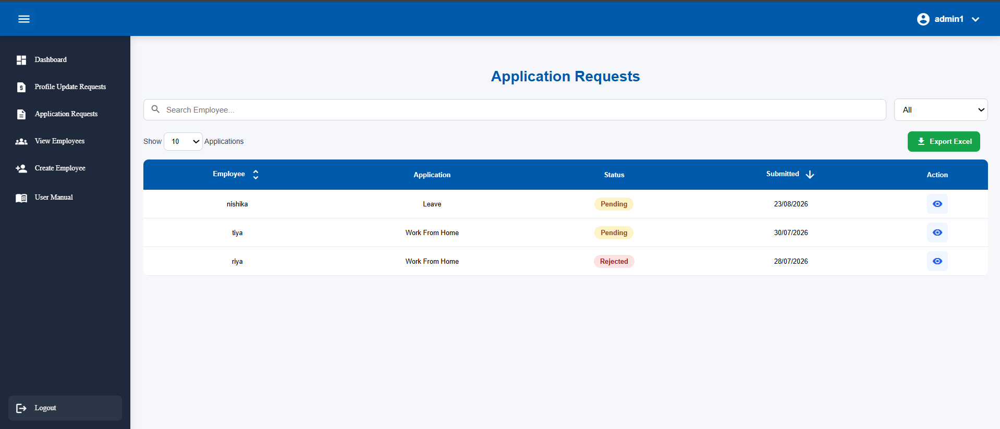 admin1
Dashboard
Profile Update Requests
Application Requests
View Employees
Create Employee
User Manual
Logout
Application Requests
Search Employee...
All
Show 10 Applications
Export Excel
Employee Application Status Submitted Action
nishika Leave Pending 23/08/2026
tiya Work From Home Pending 30/07/2026
riya Work From Home Rejected 28/07/2026